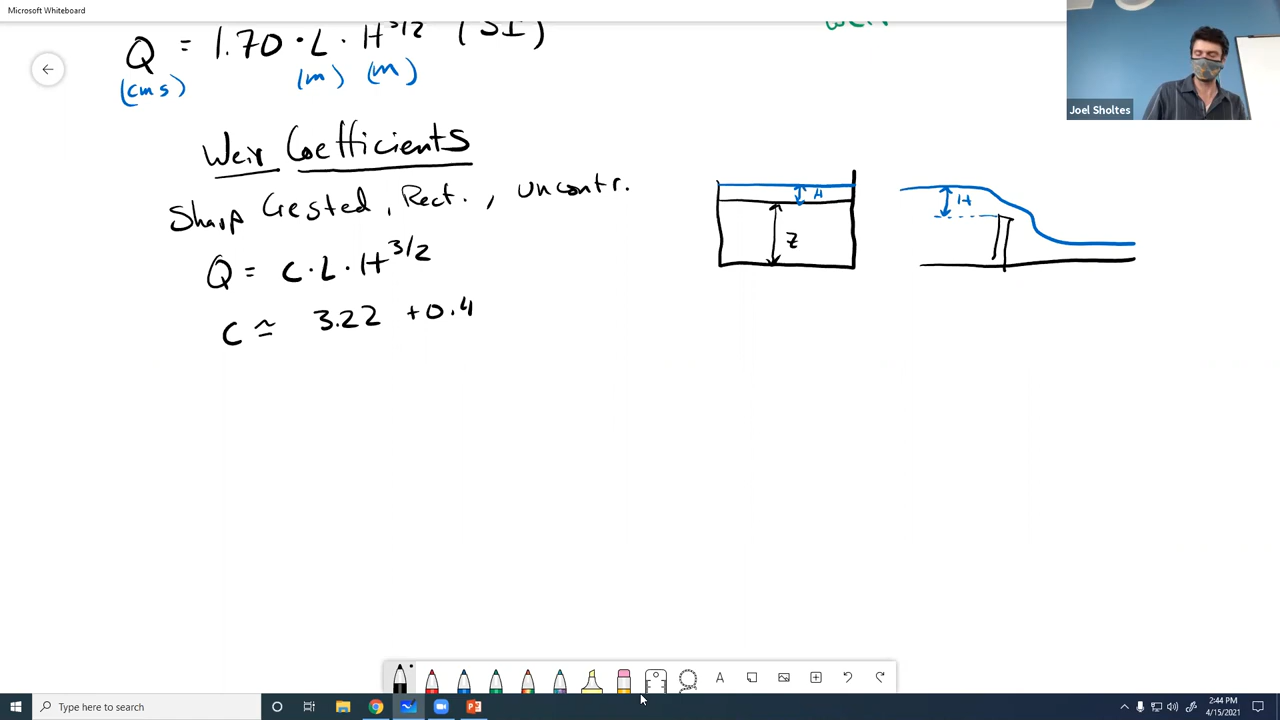 Microsoft Whiteboard
Q = 1.70 · L · H^3/2 (SI)
(cms) (m) (m)
weir
Joel Sholtes
Weir Coefficients
Sharp Crested, Rect., uncontr.
Q = C · L · H^3/2
C ≃ 3.22 + 0.4
H
Z
H
A
Type here to search
2:44 PM
4/15/2021